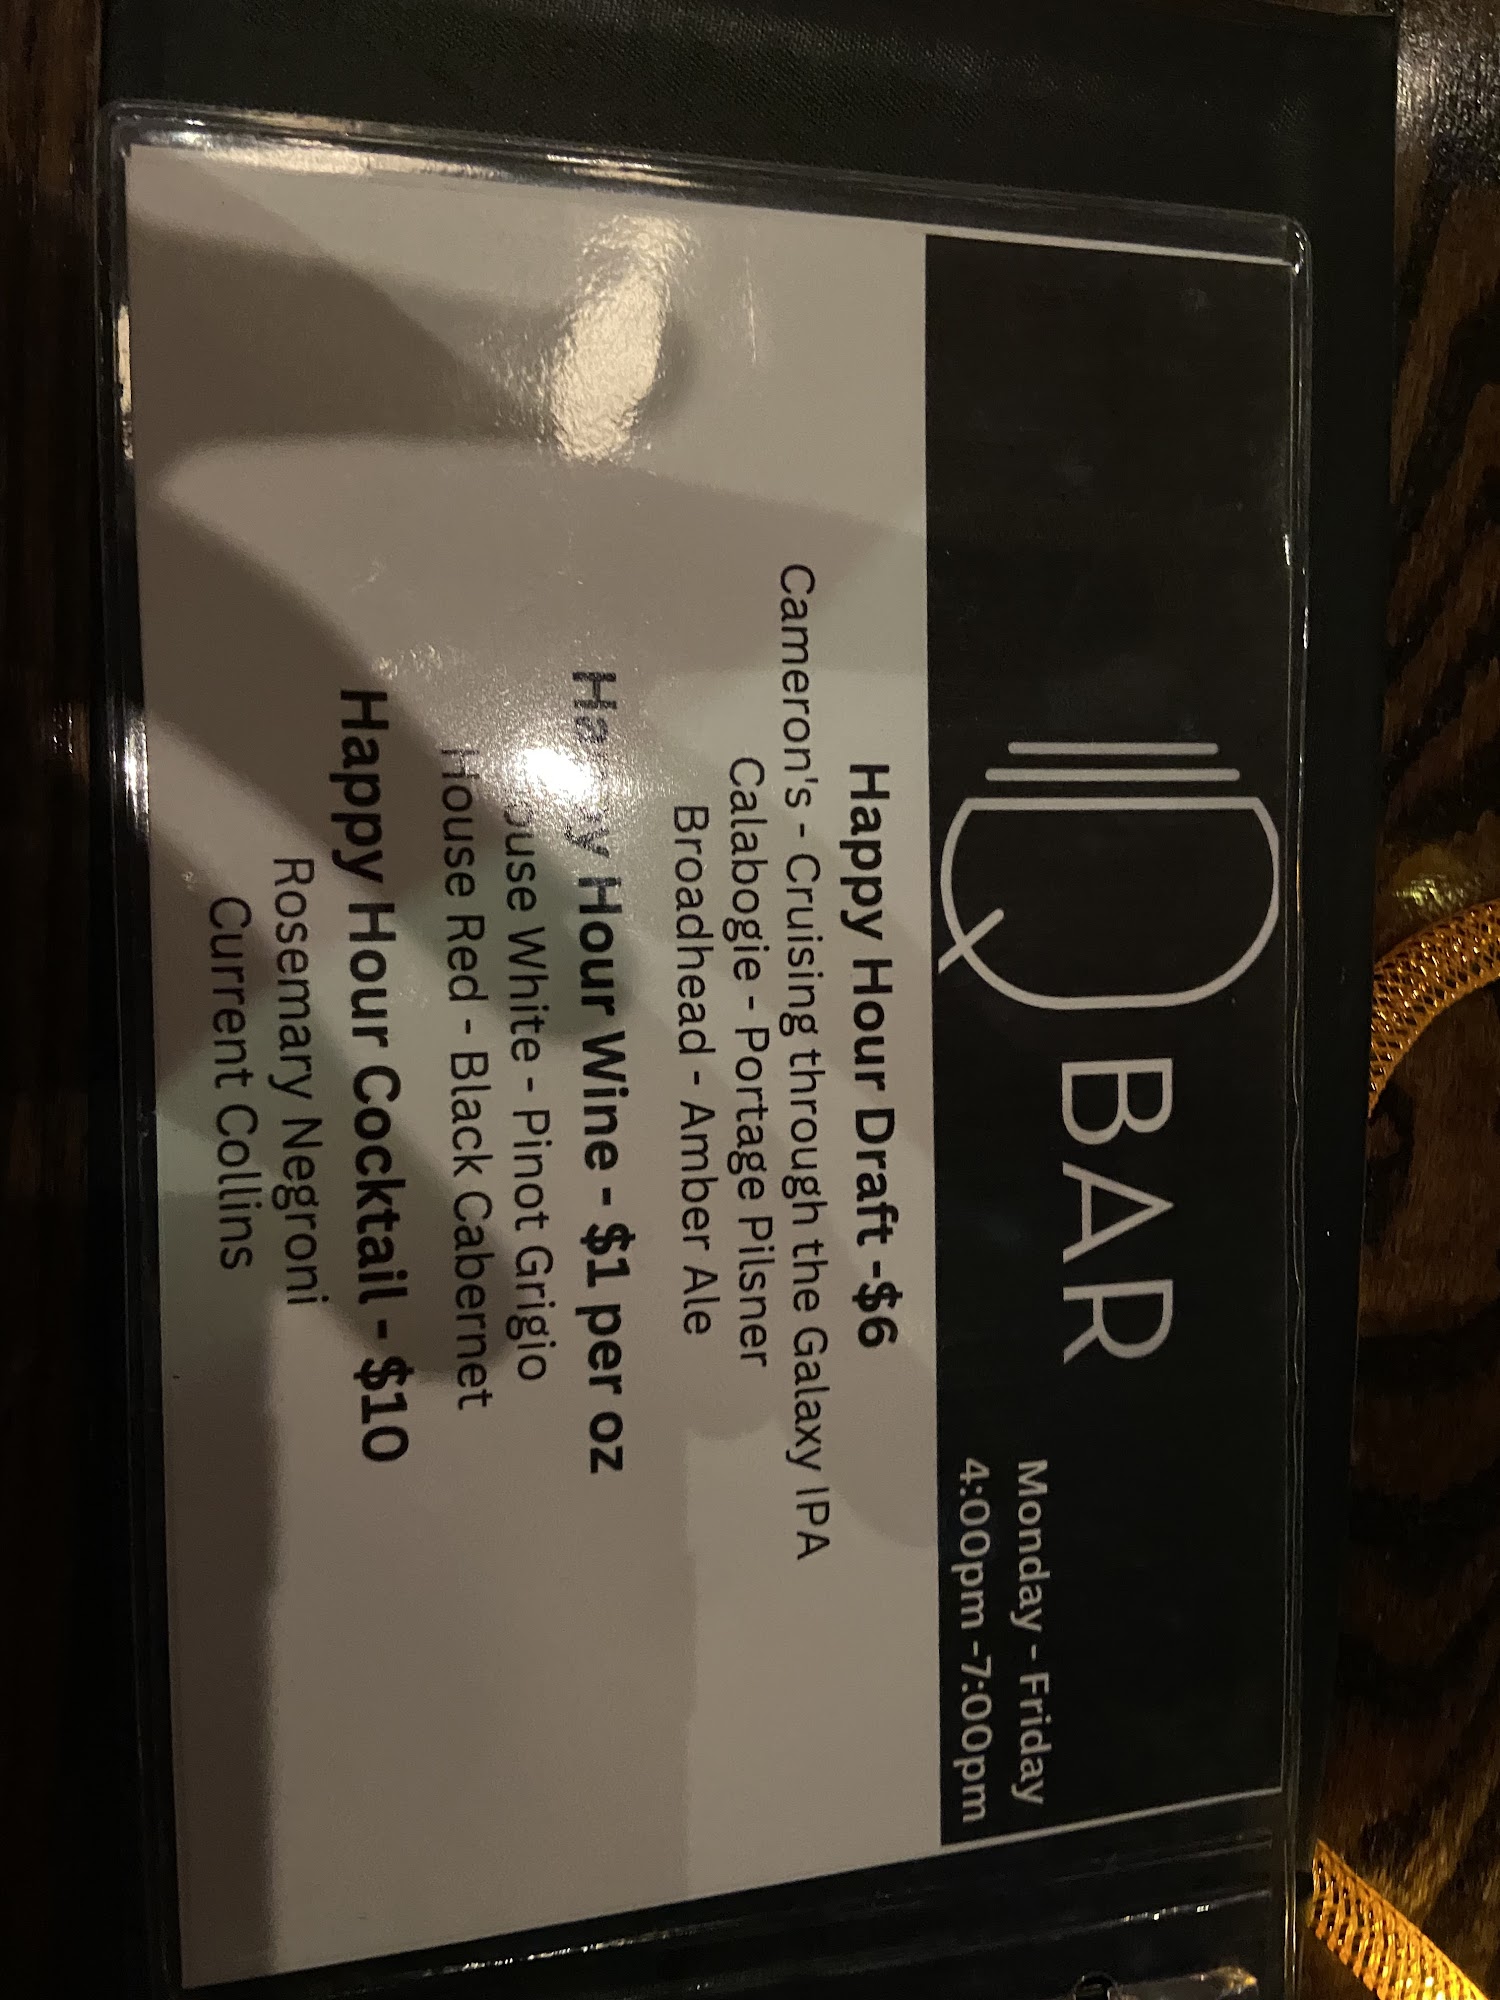 Q BAR
Monday - Friday
4:00pm -7:00pm
Happy Hour Draft -$6
Cameron's - Cruising through the Galaxy IPA
Calabogie - Portage Pilsner
Broadhead - Amber Ale
Happy Hour Wine - $1 per oz
House White - Pinot Grigio
House Red - Black Cabernet
Happy Hour Cocktail - $10
Rosemary Negroni
Current Collins